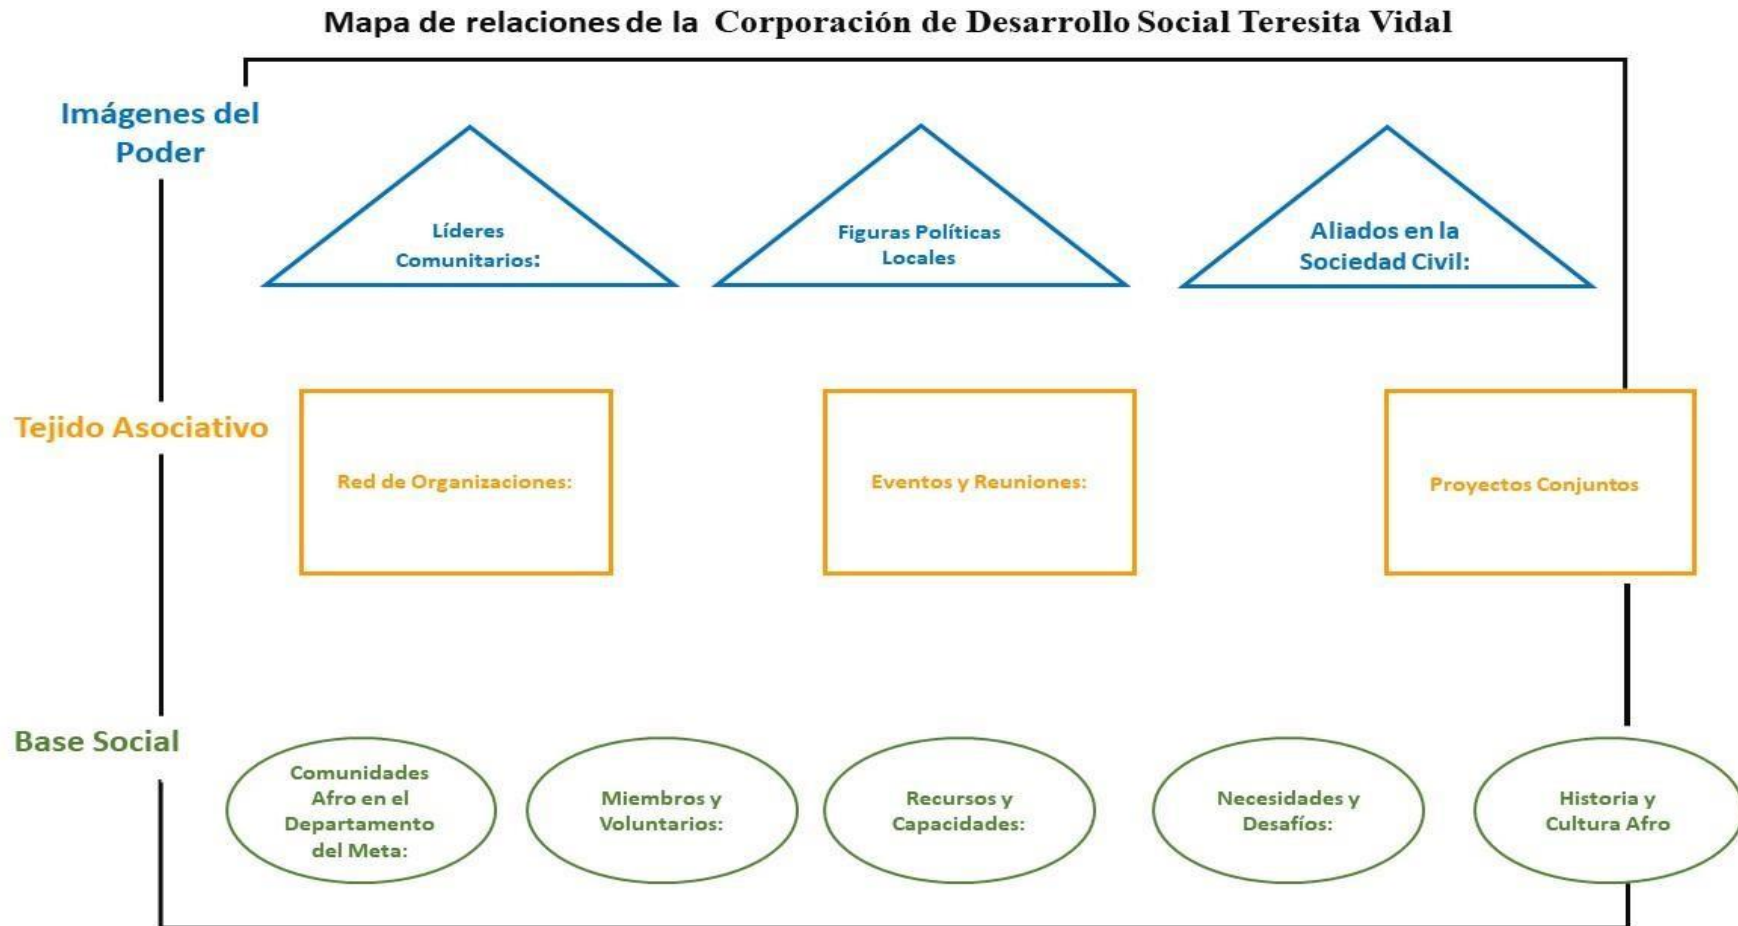 Mapa de relaciones de la Corporación de Desarrollo Social Teresita Vidal
Imágenes del
Poder
Líderes
Comunitarios:
Figuras Políticas
Locales
Aliados en la
Sociedad Civil:
Tejido Asociativo
Red de Organizaciones:
Eventos y Reuniones:
Proyectos Conjuntos
Base Social
Comunidades
Afro en el
Departamento
del Meta:
Miembros y
Voluntarios:
Recursos y
Capacidades:
Necesidades y
Desafíos:
Historia y
Cultura Afro